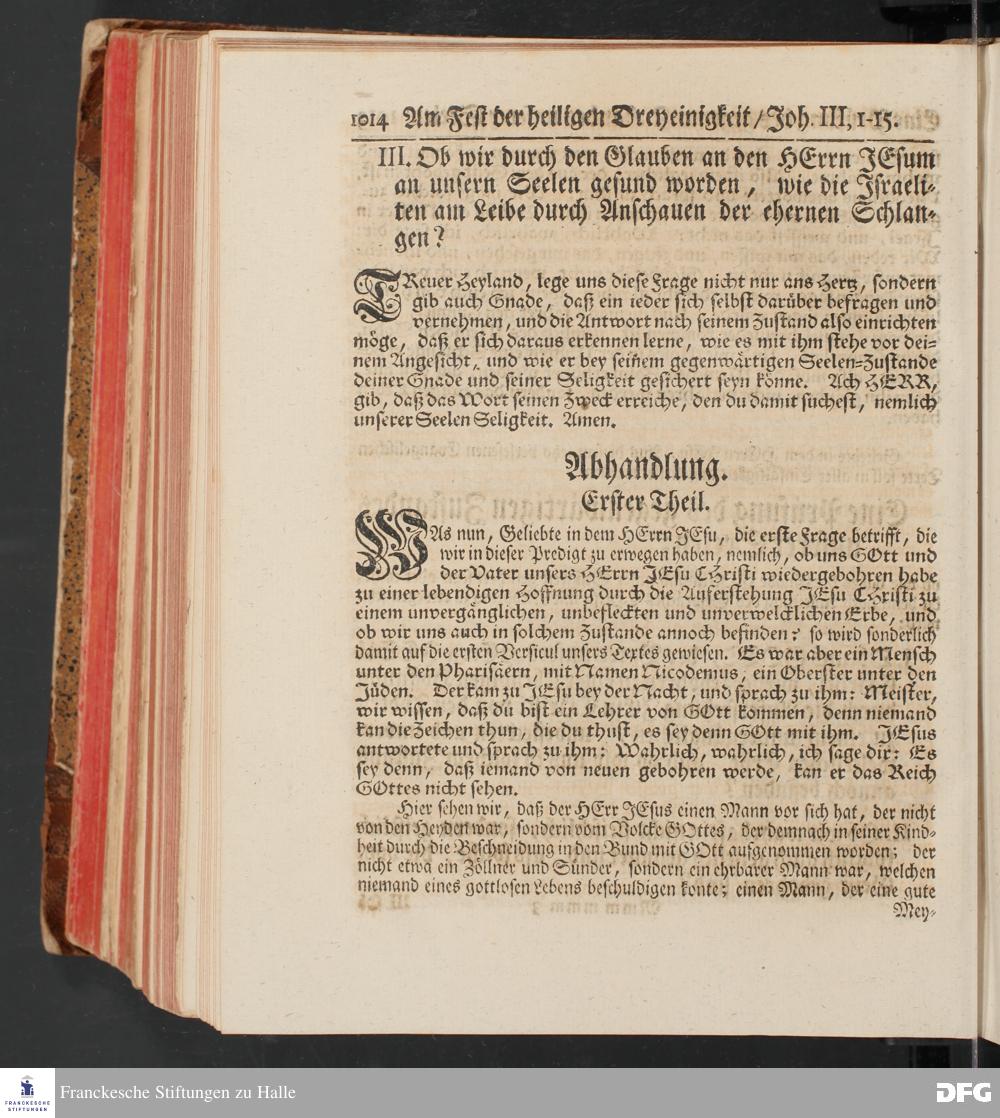 1014 Am Fest der heiligen Dreyeinigkeit / Joh. III, 1-15.
III. Ob wir durch den Glauben an den HErrn JEsum
an unsern Seelen gesund worden, wie die Israeli-
ten am Leibe durch Anschauen der ehernen Schlan-
gen?
TReuer Heyland, lege uns diese Frage nicht nur ans Hertz, sondern
gib auch Gnade, daß ein ieder sich selbst darüber befragen und
vernehmen, und die Antwort nach seinem Zustand also einrichten
möge, daß er sich daraus erkennen lerne, wie es mit ihm stehe vor dei-
nem Angesicht, und wie er bey seinem gegenwärtigen Seelen-Zustande
deiner Gnade und seiner Seligkeit gesichert seyn könne. Ach HERR,
gib, daß das Wort seinen Zweck erreiche, den du damit suchest, nemlich
unserer Seelen Seligkeit. Amen.
Abhandlung.
Erster Theil.
WAs nun, Geliebte in dem HErrn JEsu, die erste Frage betrifft, die
wir in dieser Predigt zu erwegen haben, nemlich, ob uns GOtt und
der Vater unsers HErrn JEsu CHristi wiedergebohren habe
zu einer lebendigen Hoffnung durch die Auferstehung JEsu CHristi zu
einem unvergänglichen, unbefleckten und unverwelcklichen Erbe, und
ob wir uns auch in solchem Zustande annoch befinden: so wird sonderlich
damit auf die ersten Versicul unsers Textes gewiesen. Es war aber ein Mensch
unter den Pharisäern, mit Namen Nicodemus, ein Oberster unter den
Jüden. Der kam zu JEsu bey der Nacht, und sprach zu ihm: Meister,
wir wissen, daß du bist ein Lehrer von GOtt kommen, denn niemand
kan die Zeichen thun, die du thust, es sey denn GOtt mit ihm. JEsus
antwortete und sprach zu ihm: Wahrlich, wahrlich, ich sage dir: Es
sey denn, daß iemand von neuen gebohren werde, kan er das Reich
GOttes nicht sehen.
Hier sehen wir, daß der HErr JEsus einen Mann vor sich hat, der nicht
von den Heyden war, sondern vom Volcke GOttes, der demnach in seiner Kind-
heit durch die Beschneidung in den Bund mit GOtt aufgenommen worden; der
nicht etwa ein Zöllner und Sünder, sondern ein ehrbarer Mann war, welchen
niemand eines gottlosen Lebens beschuldigen konte; einen Mann, der eine gute
Mey-
FRANCKESCHE
STIFTUNGEN
Franckesche Stiftungen zu Halle
DFG